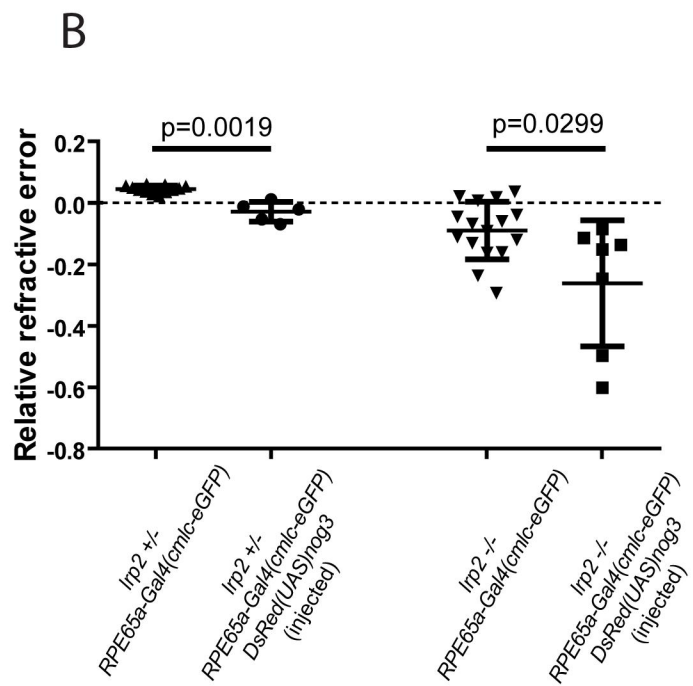 B
p=0.0019
p=0.0299
Relative refractive error
0.2
0.0
-0.2
-0.4
-0.6
-0.8
lrp2 +/-
RPE65a-Gal4(cmlc-eGFP)
lrp2 +/-
RPE65a-Gal4(cmlc-eGFP)
DsRed(UAS)nog3
(injected)
lrp2 -/-
RPE65a-Gal4(cmlc-eGFP)
lrp2 -/-
RPE65a-Gal4(cmlc-eGFP)
DsRed(UAS)nog3
(injected)